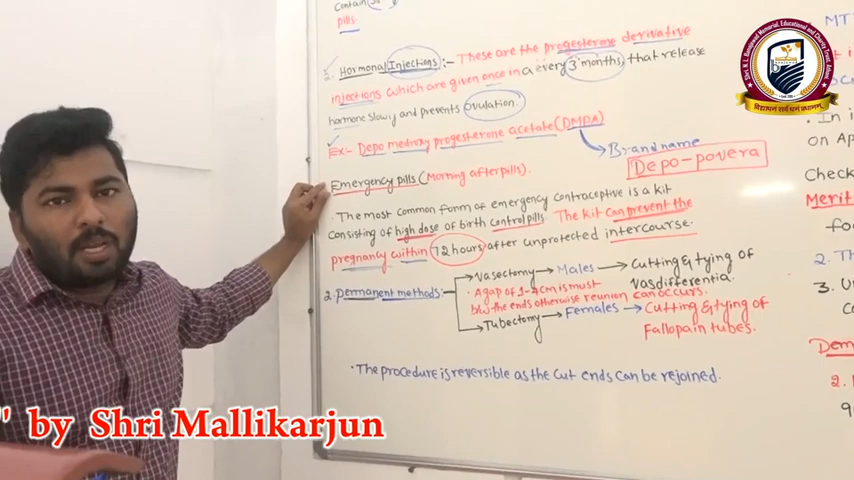 Contain
pills
2. Hormonal Injections :- These are the progesterone derivative
injections which are given once in a every 3 months, that release
hormone slowly and prevents ovulation.
Ex:- Depo medroxy progesterone acetate (DMPA)
Brand name
Depo-povera
Emergency pills (Morning after pills).
. The most common form of emergency contraceptive is a kit
consisting of high dose of birth control pills. The kit can prevent the
pregnancy within 72 hours after unprotected intercourse.
2. Permanent methods:
Vasectomy → Males → Cutting & tying of
Vasdifferentia.
• A gap of 1-4cm is must
b/w the ends otherwise reunion can occurs.
Tubectomy → Females → Cutting & tying of
Fallopain tubes.
• The procedure is reversible as the cut ends can be rejoined.
MT
• In i
on Ap
Check
Merit
fo
2. Th
3. U
Co
Dem
2.
9
" by Shri Mallikarjun